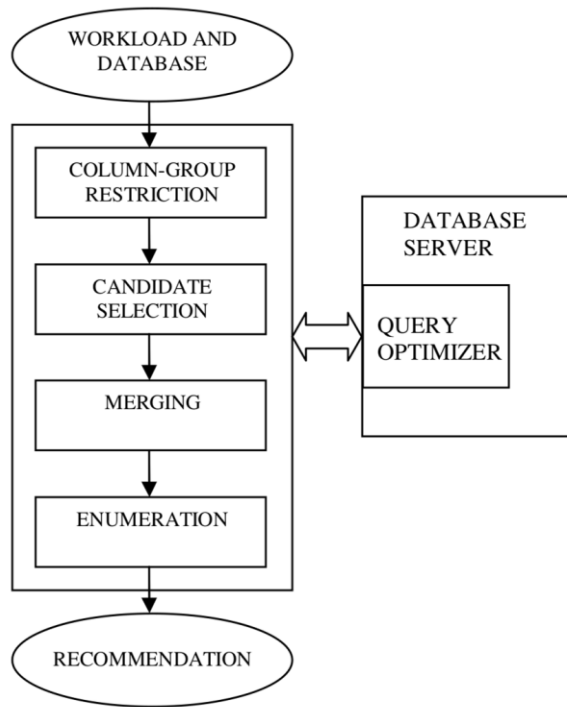 WORKLOAD AND
DATABASE
COLUMN-GROUP
RESTRICTION
CANDIDATE
SELECTION
MERGING
ENUMERATION
RECOMMENDATION
DATABASE
SERVER
QUERY
OPTIMIZER